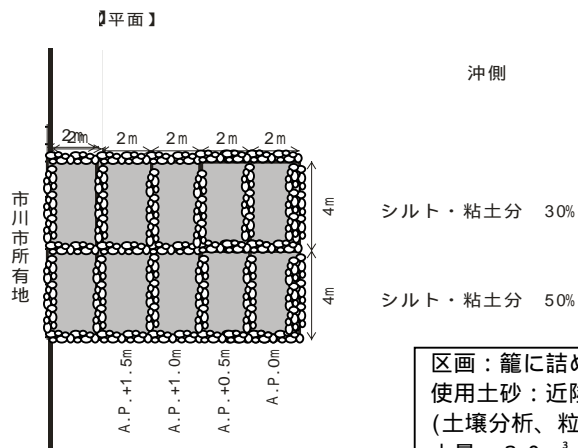 【平面】
沖側
2m 2m 2m 2m 2m
市川市所有地
4m
シルト・粘土分 30%
4m
シルト・粘土分 50%
A.P.+1.5m
A.P.+1.0m
A.P.+0.5m
A.P.0m
区画：籠に詰め
使用土砂：近隣
(土壌分析、粒